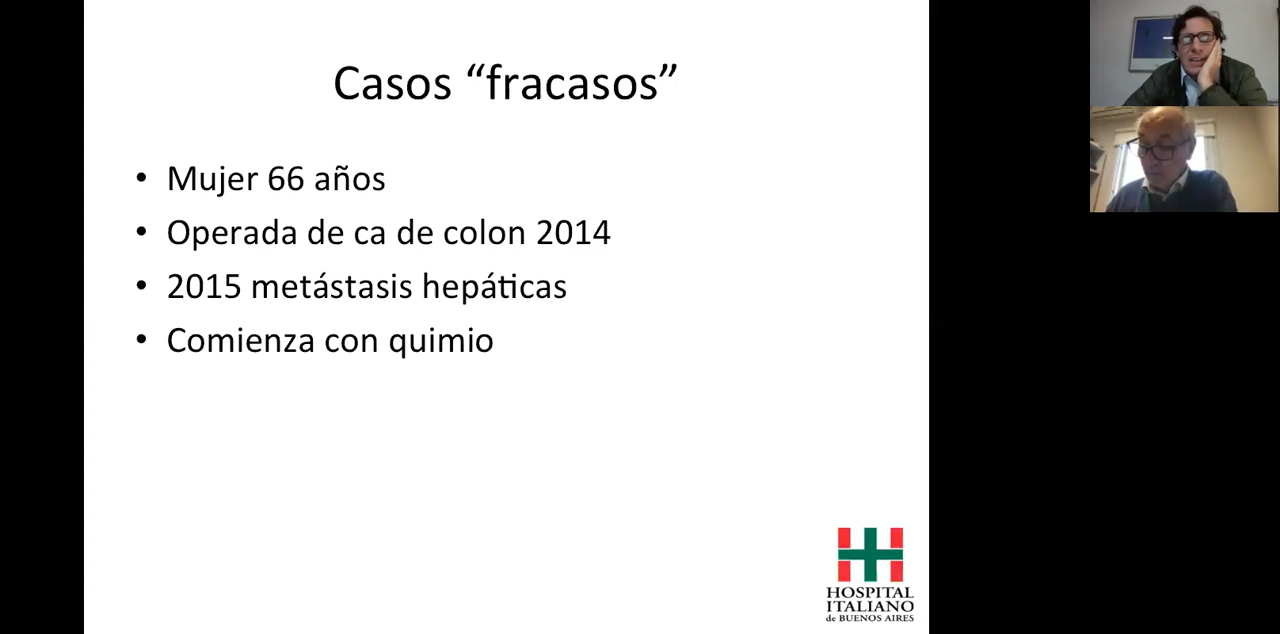 Casos “fracasos”
• Mujer 66 años
• Operada de ca de colon 2014
• 2015 metástasis hepáticas
• Comienza con quimio
HOSPITAL
ITALIANO
de BUENOS AIRES